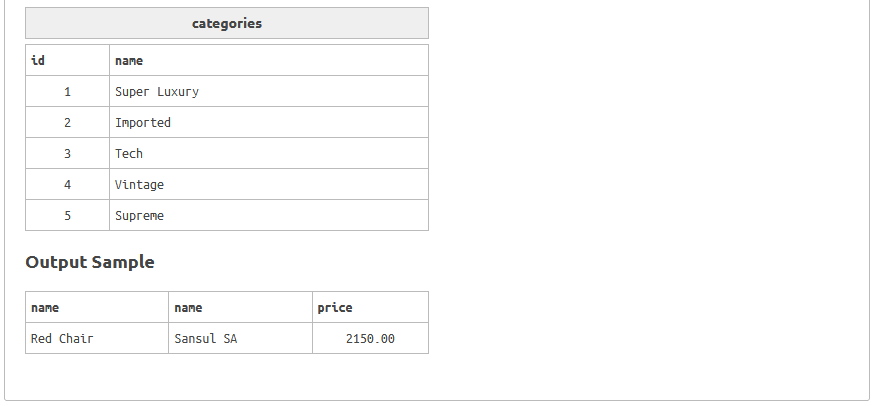 categories
id name
1 Super Luxury
2 Imported
3 Tech
4 Vintage
5 Supreme
Output Sample
name name price
Red Chair Sansul SA 2150.00